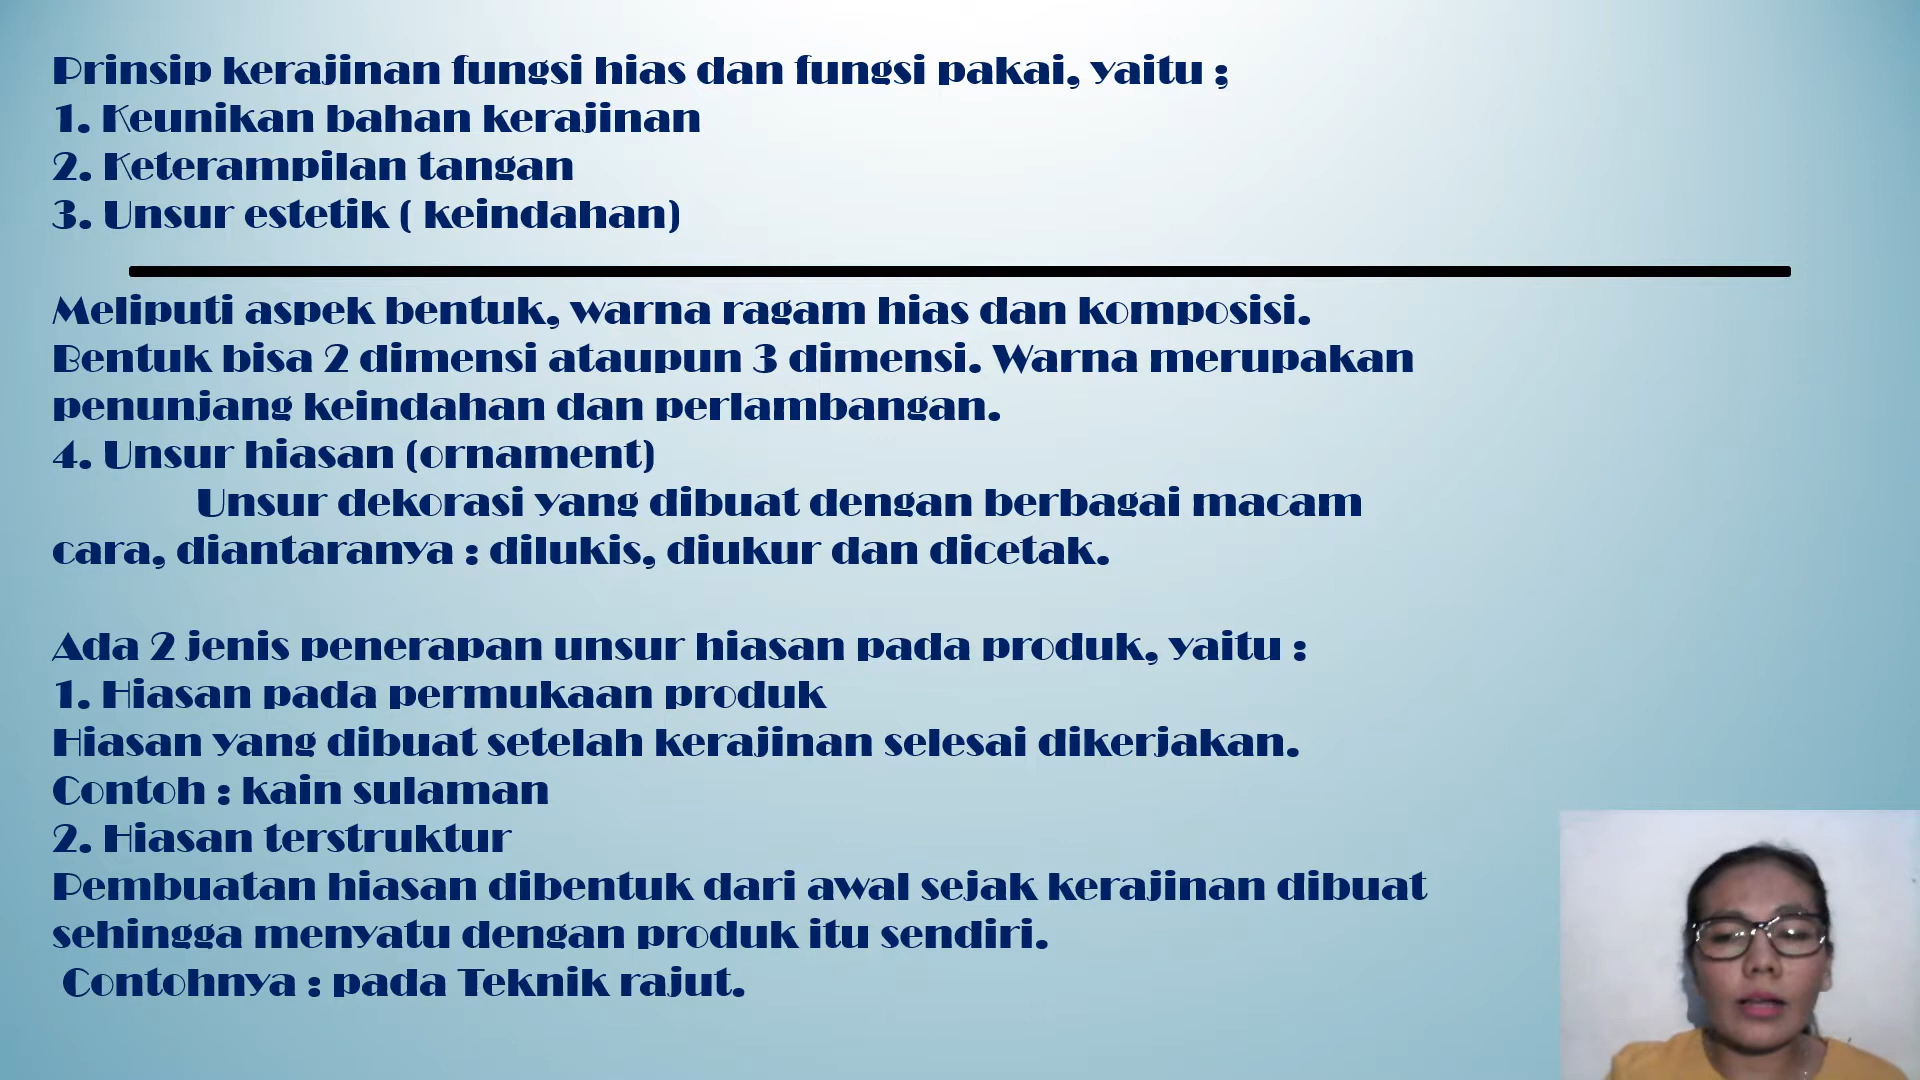 Prinsip kerajinan fungsi hias dan fungsi pakai, yaitu ;
1. Keunikan bahan kerajinan
2. Keterampilan tangan
3. Unsur estetik ( keindahan)
Meliputi aspek bentuk, warna ragam hias dan komposisi.
Bentuk bisa 2 dimensi ataupun 3 dimensi. Warna merupakan
penunjang keindahan dan perlambangan.
4. Unsur hiasan (ornament)
Unsur dekorasi yang dibuat dengan berbagai macam
cara, diantaranya : dilukis, diukur dan dicetak.
Ada 2 jenis penerapan unsur hiasan pada produk, yaitu :
1. Hiasan pada permukaan produk
Hiasan yang dibuat setelah kerajinan selesai dikerjakan.
Contoh : kain sulaman
2. Hiasan terstruktur
Pembuatan hiasan dibentuk dari awal sejak kerajinan dibuat
sehingga menyatu dengan produk itu sendiri.
Contohnya : pada Teknik rajut.